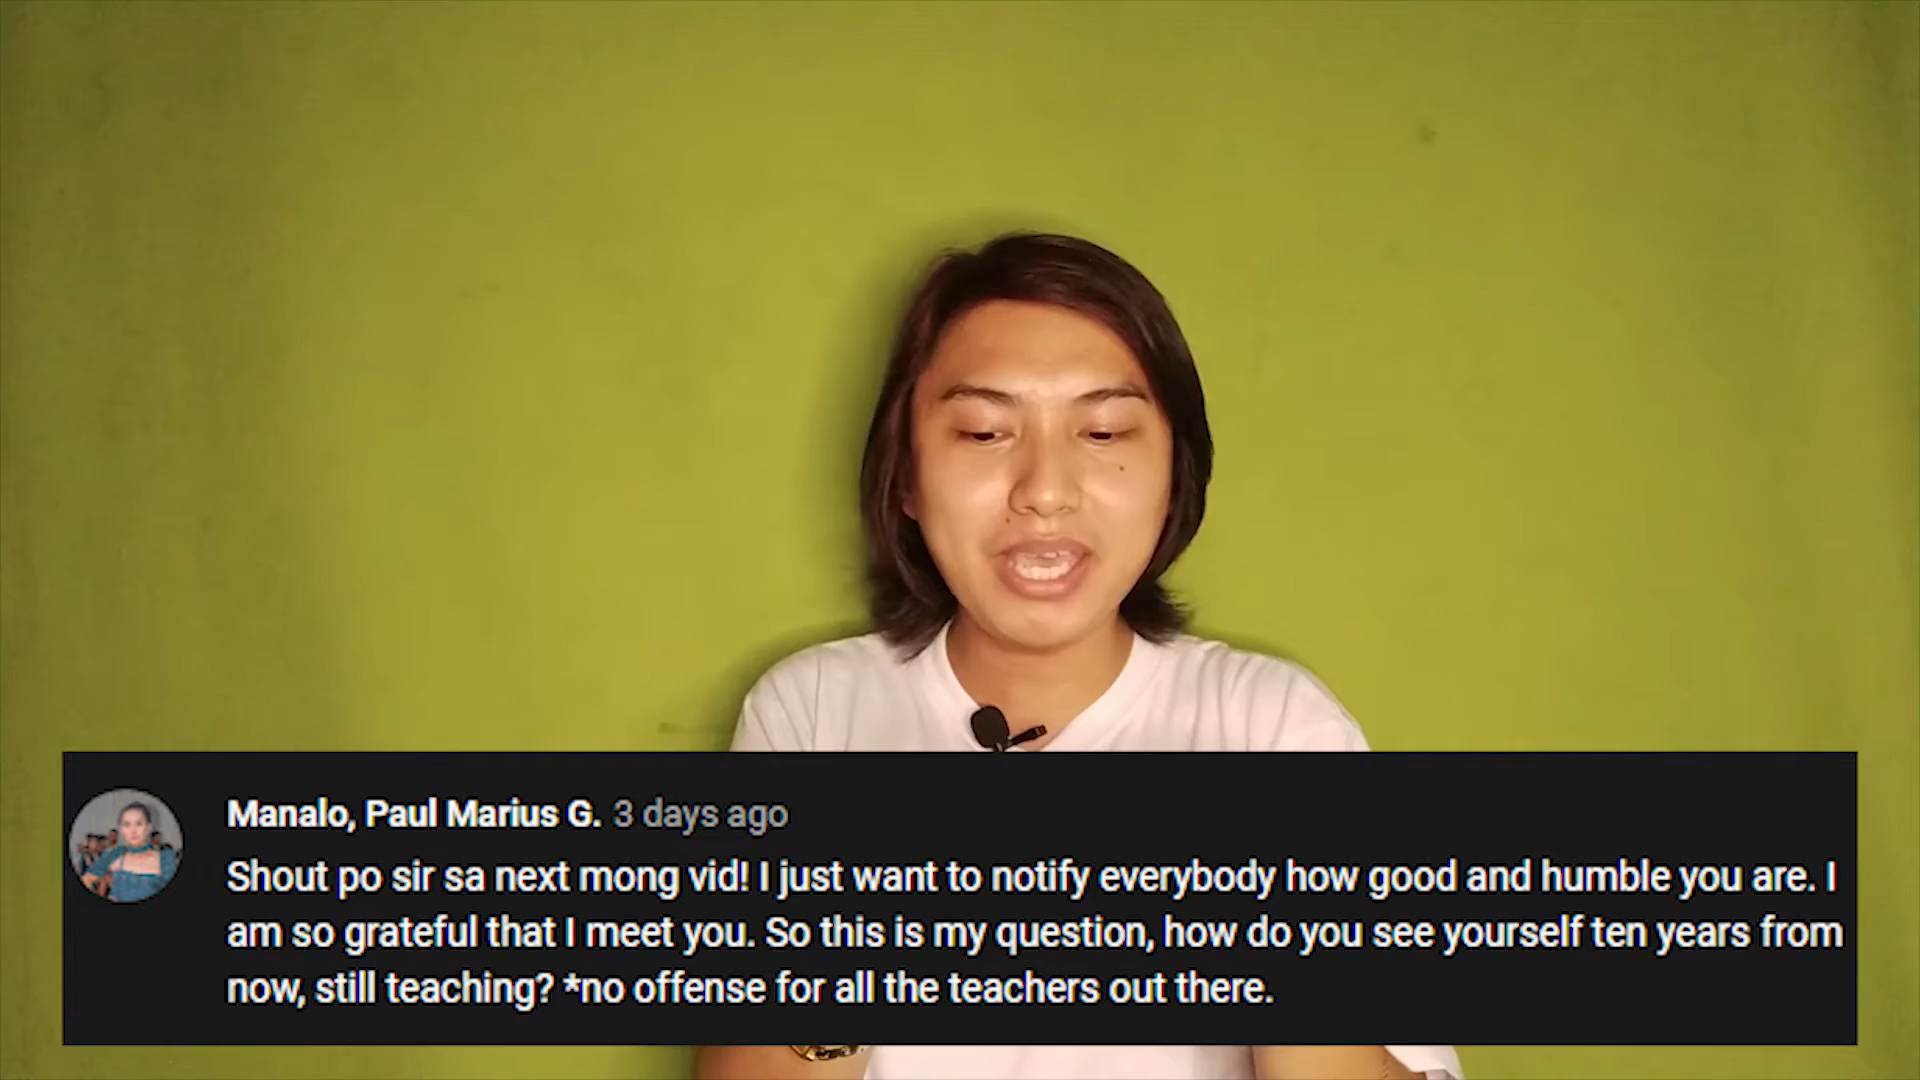 Manalo, Paul Marius G. 3 days ago
Shout po sir sa next mong vid! I just want to notify everybody how good and humble you are. I
am so grateful that I meet you. So this is my question, how do you see yourself ten years from
now, still teaching? *no offense for all the teachers out there.